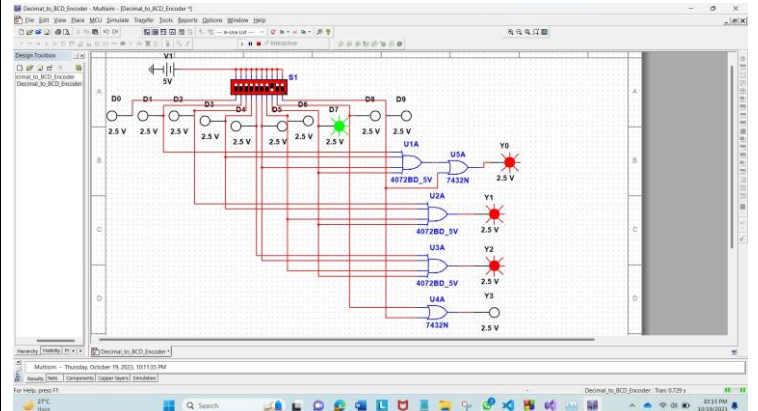 Decimal_to_BCD_Encoder - Multisim - [Decimal_to_BCD_Encoder *]
File Edit View Place MCU Simulate Transfer Tools Reports Options Window Help
--- In-Use List ---
Interactive
Design Toolbox
Decimal_to_BCD_Encoder
V1
5V
S1
A
A
D0 D1 D2 D3 D4 D5 D6 D7 D8 D9
2.5 V 2.5 V 2.5 V 2.5 V 2.5 V 2.5 V 2.5 V 2.5 V 2.5 V 2.5 V
B
B
U1A
4072BD_5V
U5A
7432N
Y0
2.5 V
C
C
U2A
4072BD_5V
Y1
2.5 V
U3A
4072BD_5V
Y2
2.5 V
D
D
U4A
7432N
Y3
2.5 V
Hierarchy Visibility
Decimal_to_BCD_Encoder *
Multisim - Thursday, October 19, 2023, 10:11:35 PM
Results Nets Components Copper layers Simulation
For Help, press F1
Decimal_to_BCD_Encoder: Tran: 0.729 s
27°C
Haze
Search
10:15 PM
10/19/2023